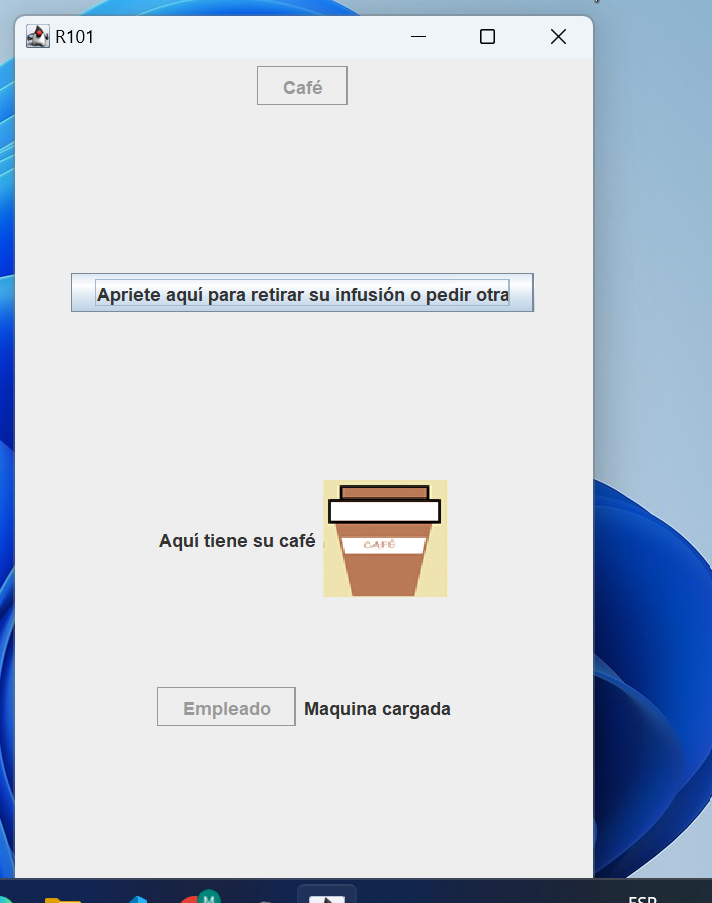 R101
Café
Apriete aquí para retirar su infusión o pedir otra
Aquí tiene su café
CAFÉ
Empleado
Maquina cargada
M
ESP